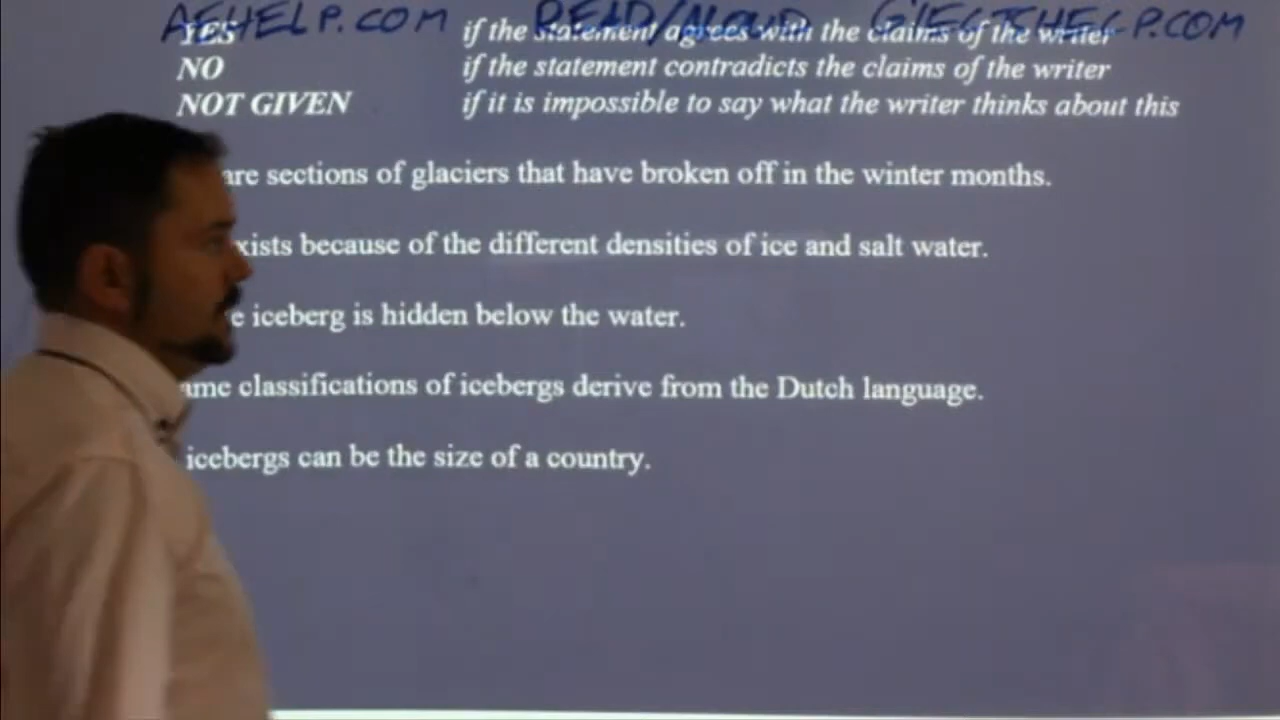 AEHELP.COM READ/ALOUD GIELTSHELP.COM
YES if the statement agrees with the claims of the writer
NO if the statement contradicts the claims of the writer
NOT GIVEN if it is impossible to say what the writer thinks about this
are sections of glaciers that have broken off in the winter months.
because of the different densities of ice and salt water.
iceberg is hidden below the water.
classifications of icebergs derive from the Dutch language.
icebergs can be the size of a country.